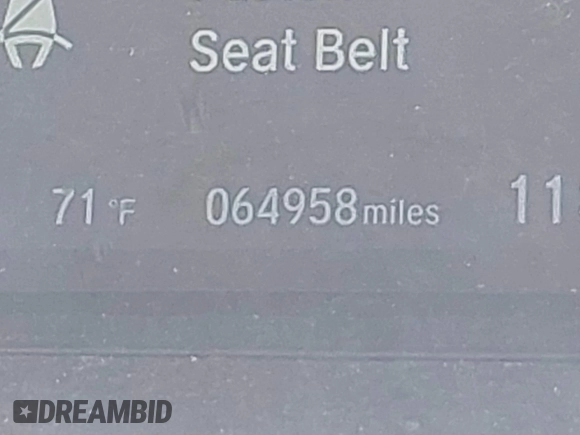 Seat Belt
71 °F 064958 miles 11
DREAMBID